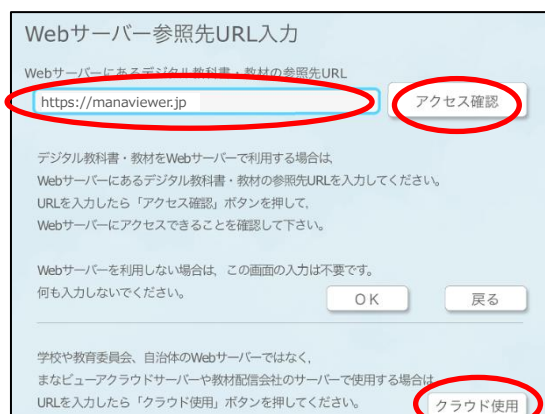 Webサーバー参照先URL入力
Webサーバーにあるデジタル教科書・教材の参照先URL
https://manaviewer.jp
アクセス確認
デジタル教科書・教材をWebサーバーで利用する場合は、
Webサーバーにあるデジタル教科書・教材の参照先URLを入力してください。
URLを入力したら「アクセス確認」ボタンを押して、
Webサーバーにアクセスできることを確認して下さい。
Webサーバーを利用しない場合は、この画面の入力は不要です。
何も入力しないでください。
OK
戻る
学校や教育委員会、自治体のWebサーバーではなく、
まなビューアクラウドサーバーや教材配信会社のサーバーで使用する場合は
URLを入力したら「クラウド使用」ボタンを押してください。
クラウド使用